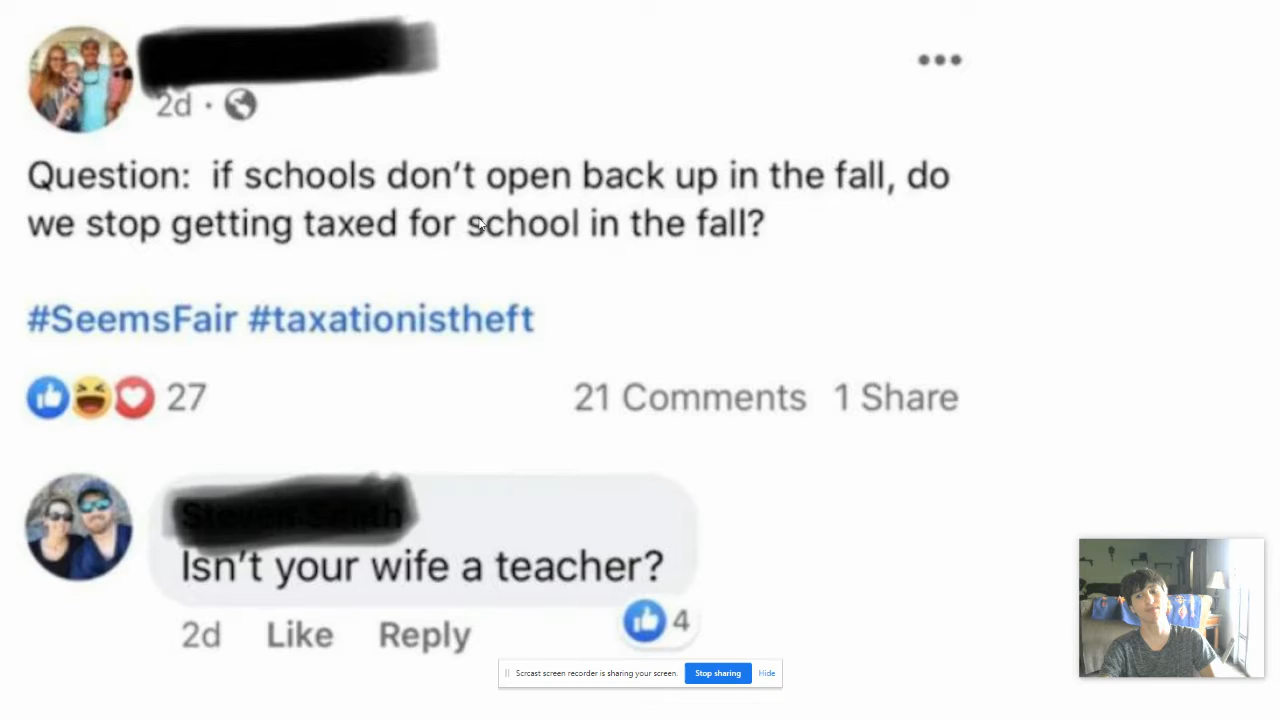 2d ·
Question: if schools don't open back up in the fall, do
we stop getting taxed for school in the fall?
#SeemsFair #taxationistheft
27 21 Comments 1 Share
Isn't your wife a teacher?
4
2d Like Reply
Scrcast screen recorder is sharing your screen. Stop sharing Hide